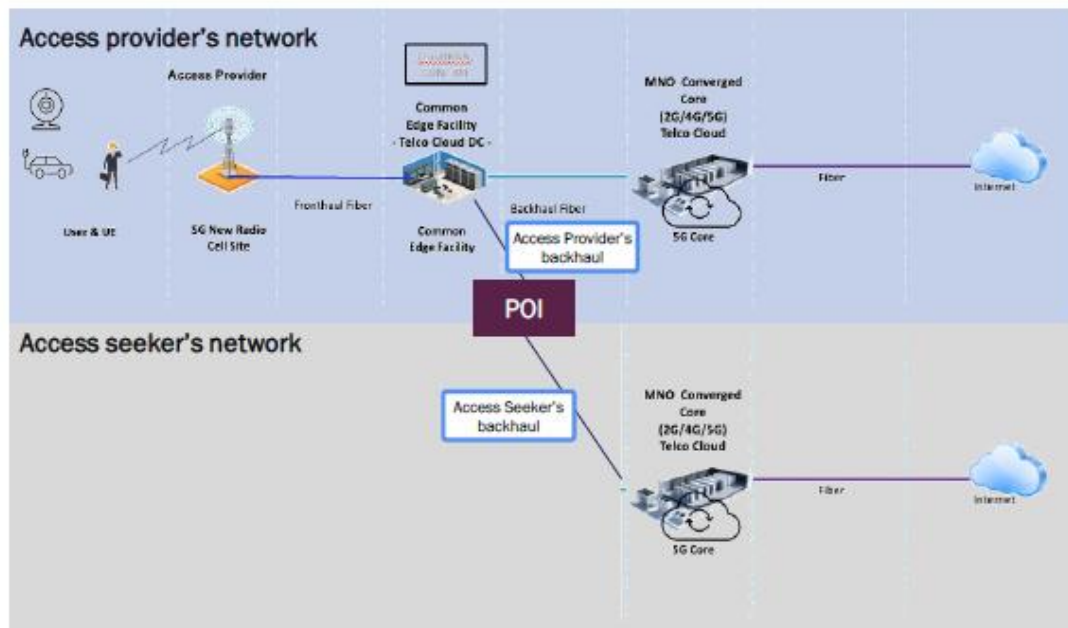 Access provider's network
Access Provider
Common
Edge Facility
- Telco Cloud DC -
MNO Converged
Core
(2G/4G/5G)
Telco Cloud
Fronthaul Fiber
Backhaul Fiber
Fiber
Internet
User & UE
5G New Radio
Cell Site
Common
Edge Facility
Access Provider's
backhaul
5G Core
POI
Access seeker's network
Access Seeker's
backhaul
MNO Converged
Core
(2G/4G/5G)
Telco Cloud
Fiber
Internet
5G Core